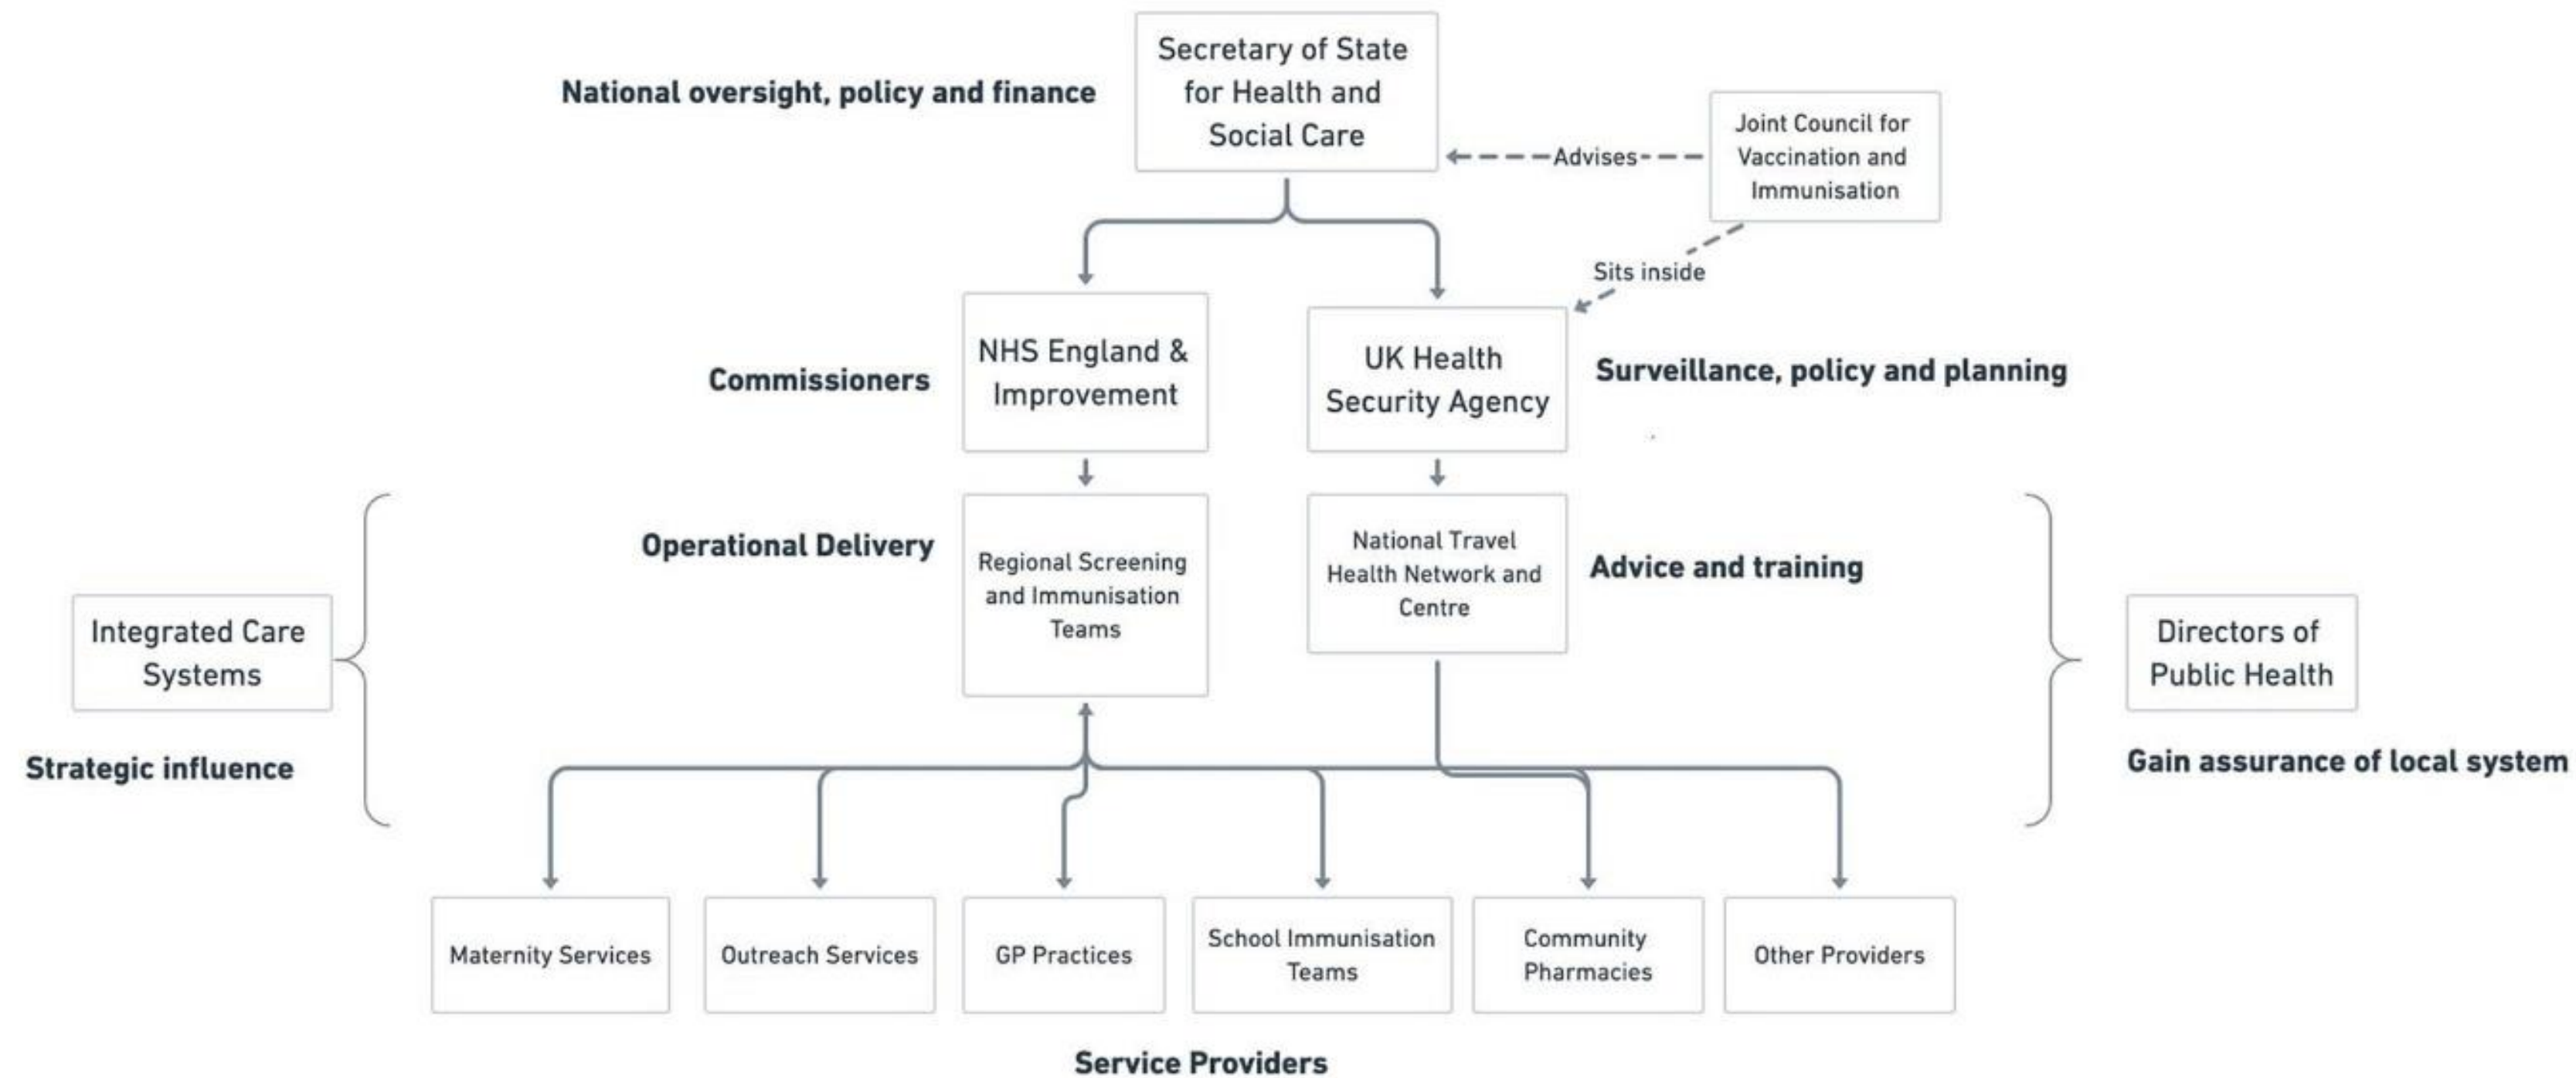 Secretary of State
for Health and
Social Care
National oversight, policy and finance
Joint Council for
Vaccination and
Immunisation
Advises
Sits inside
NHS England &
Improvement
Commissioners
UK Health
Security Agency
Surveillance, policy and planning
Operational Delivery
Regional Screening
and Immunisation
Teams
National Travel
Health Network and
Centre
Advice and training
Integrated Care
Systems
Strategic influence
Directors of
Public Health
Gain assurance of local system
Maternity Services
Outreach Services
GP Practices
School Immunisation
Teams
Community
Pharmacies
Other Providers
Service Providers